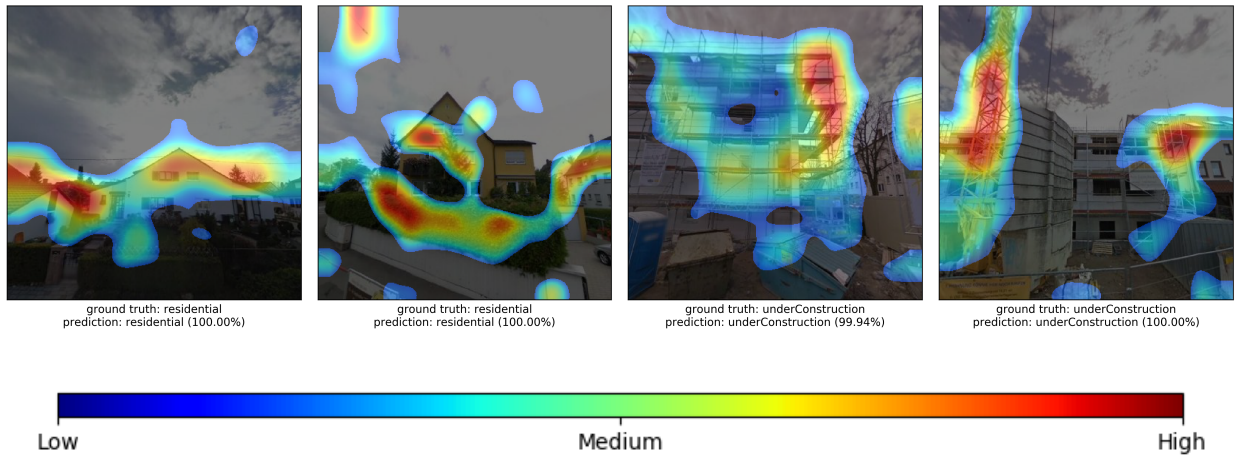 ground truth: residential
prediction: residential (100.00%)
ground truth: residential
prediction: residential (100.00%)
ground truth: underConstruction
prediction: underConstruction (99.94%)
ground truth: underConstruction
prediction: underConstruction (100.00%)
Low Medium High